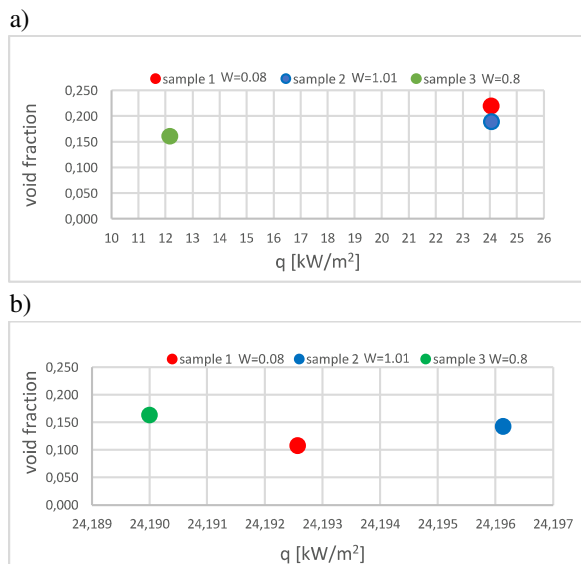 a)
sample 1 W=0.08 sample 2 W=1.01 sample 3 W=0.8
0,250
0,200
0,150
0,100
0,050
0,000
void fraction
10 11 12 13 14 15 16 17 18 19 20 21 22 23 24 25 26
q [kW/m²]
b)
sample 1 W=0.08 sample 2 W=1.01 sample 3 W=0.8
0,250
0,200
0,150
0,100
0,050
0,000
void fraction
24,189 24,190 24,191 24,192 24,193 24,194 24,195 24,196 24,197
q [kW/m²]